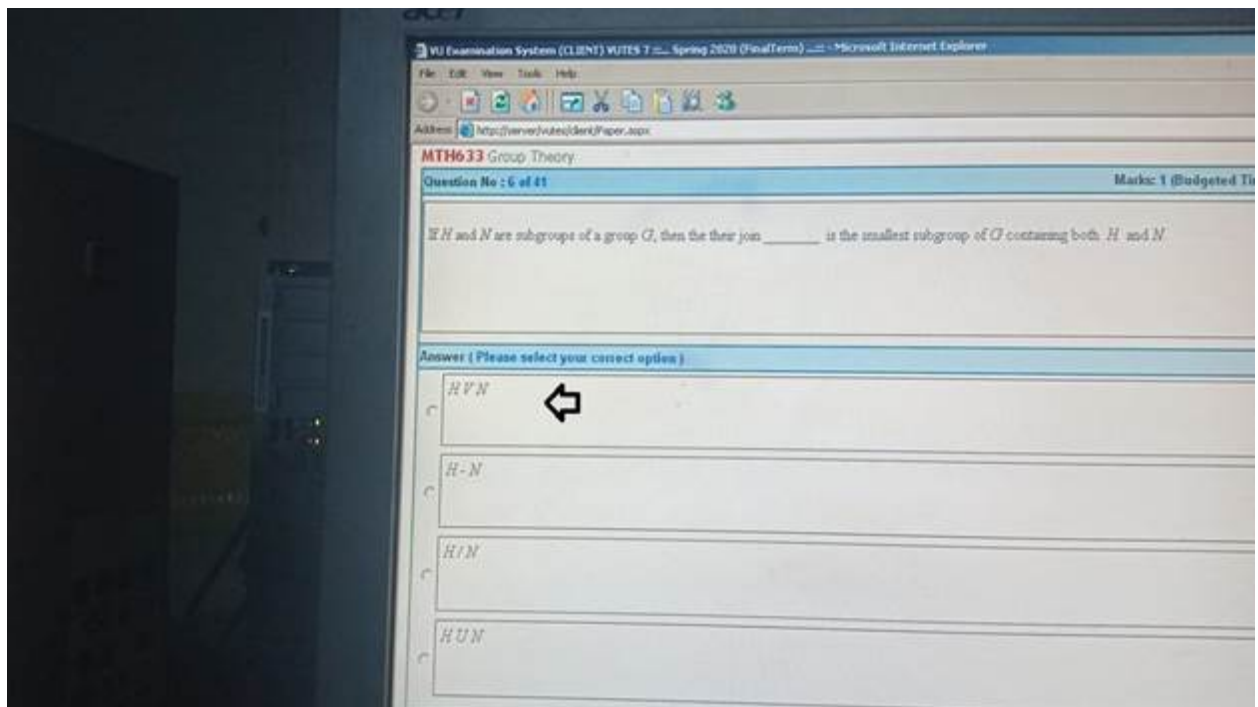 acer
VU Examination System (CLIENT) VUTES 7 ::... Spring 2020 (FinalTerm) ...:: - Microsoft Internet Explorer
File Edit View Tools Help
Address http://server/vutes/client/Paper.aspx
MTH633 Group Theory
Question No : 6 of 41 Marks: 1 (Budgeted Ti
If H and N are subgroups of a group G, then the their join _______ is the smallest subgroup of G containing both H and N
Answer ( Please select your correct option )
H V N
H - N
H / N
H U N